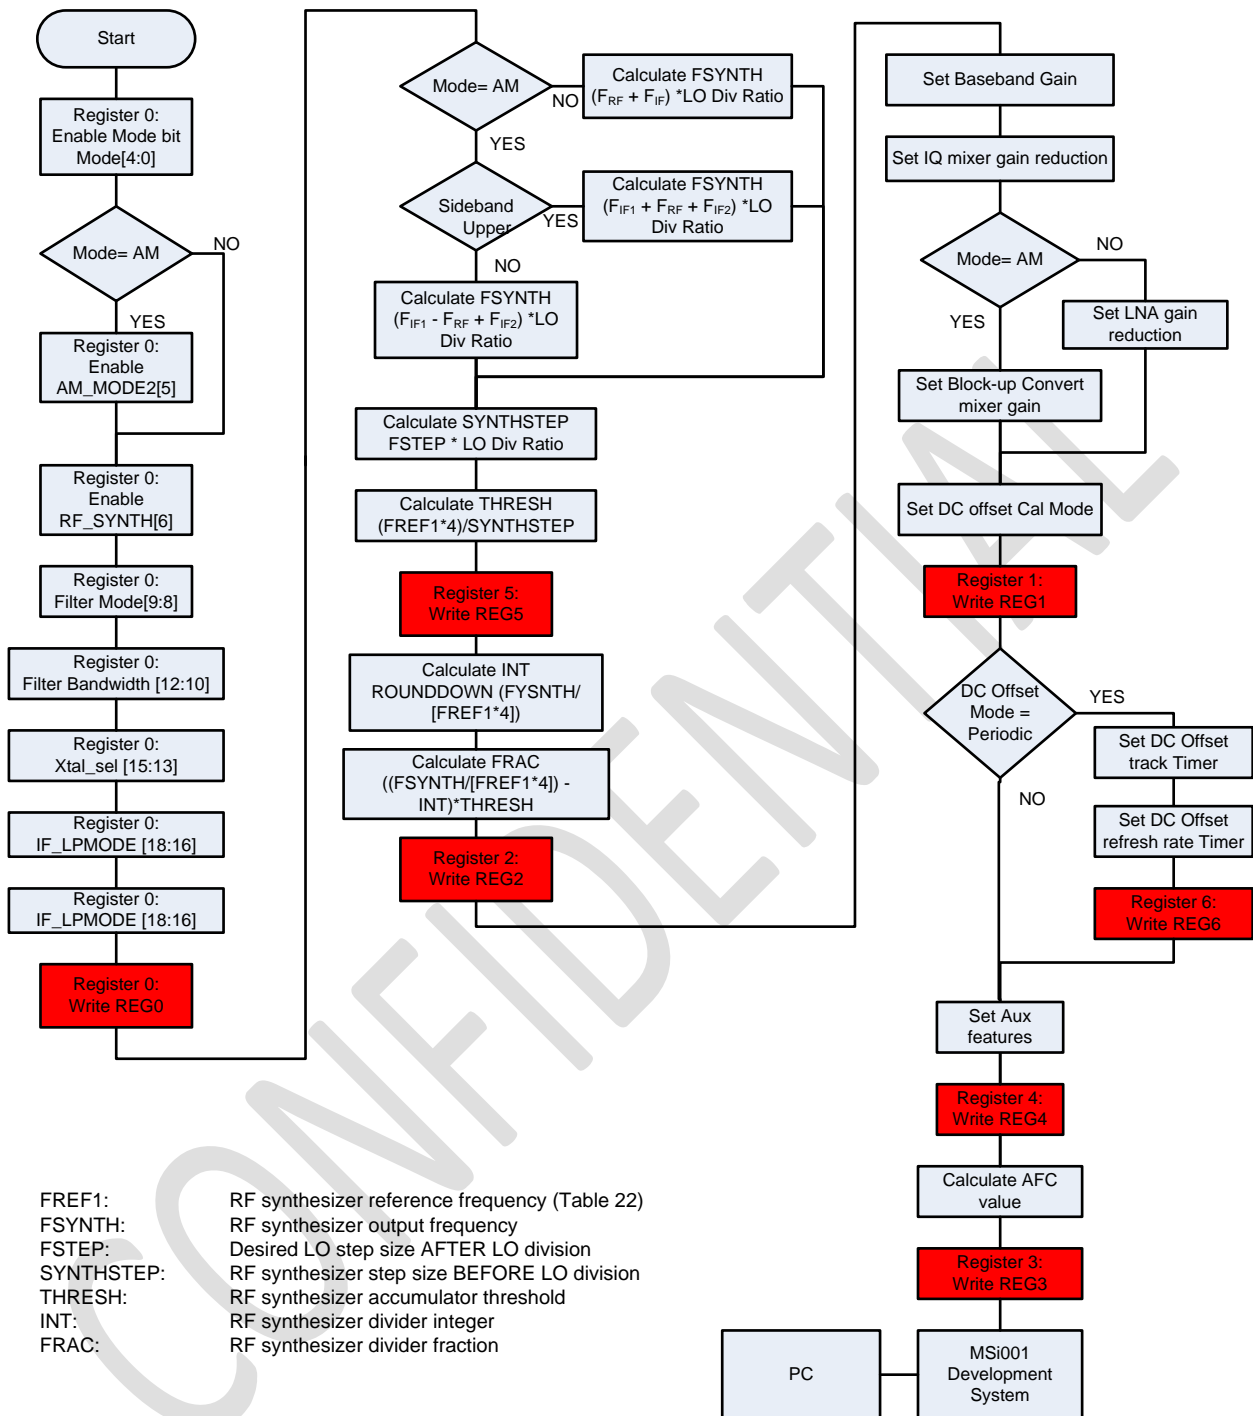 Start
Register 0:
Enable Mode bit
Mode[4:0]
Mode= AM
NO
YES
Register 0:
Enable
AM_MODE2[5]
Register 0:
Enable
RF_SYNTH[6]
Register 0:
Filter Mode[9:8]
Register 0:
Filter Bandwidth [12:10]
Register 0:
Xtal_sel [15:13]
Register 0:
IF_LPMODE [18:16]
Register 0:
IF_LPMODE [18:16]
Register 0:
Write REG0
Mode= AM
NO
Calculate FSYNTH
(FRF + FIF) *LO Div Ratio
YES
Sideband
Upper
YES
Calculate FSYNTH
(FIF1 + FRF + FIF2) *LO
Div Ratio
NO
Calculate FSYNTH
(FIF1 - FRF + FIF2) *LO
Div Ratio
Calculate SYNTHSTEP
FSTEP * LO Div Ratio
Calculate THRESH
(FREF1*4)/SYNTHSTEP
Register 5:
Write REG5
Calculate INT
ROUNDDOWN (FYSNTH/
[FREF1*4])
Calculate FRAC
((FSYNTH/[FREF1*4]) -
INT)*THRESH
Register 2:
Write REG2
Set Baseband Gain
Set IQ mixer gain reduction
Mode= AM
NO
YES
Set LNA gain
reduction
Set Block-up Convert
mixer gain
Set DC offset Cal Mode
Register 1:
Write REG1
DC Offset
Mode =
Periodic
YES
NO
Set DC Offset
track Timer
Set DC Offset
refresh rate Timer
Register 6:
Write REG6
Set Aux
features
Register 4:
Write REG4
Calculate AFC
value
Register 3:
Write REG3
PC
MSi001
Development
System
FREF1: RF synthesizer reference frequency (Table 22)
FSYNTH: RF synthesizer output frequency
FSTEP: Desired LO step size AFTER LO division
SYNTHSTEP: RF synthesizer step size BEFORE LO division
THRESH: RF synthesizer accumulator threshold
INT: RF synthesizer divider integer
FRAC: RF synthesizer divider fraction
CONFIDENTIAL